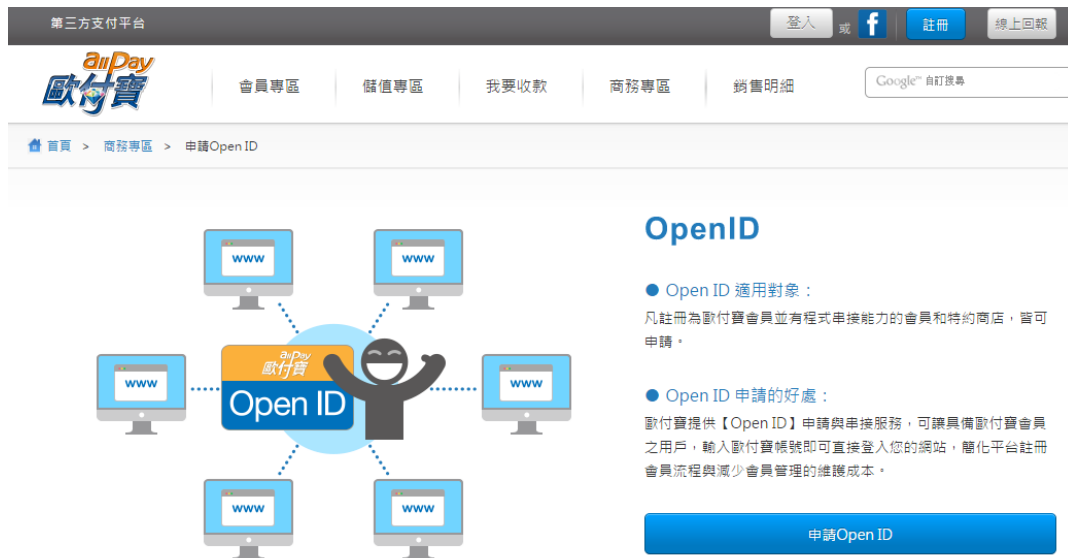 第三方支付平台
登入 或 f 註冊 線上回報
allPay
歐付寶
會員專區 儲值專區 我要收款 商務專區 銷售明細 Google™ 自訂搜尋
首頁 > 商務專區 > 申請Open ID
www www
www www
www www
allPay
歐付寶
Open ID
OpenID
● Open ID 適用對象：
凡註冊為歐付寶會員並有程式串接能力的會員和特約商店，皆可
申請。
● Open ID 申請的好處：
歐付寶提供【Open ID】申請與串接服務，可讓具備歐付寶會員
之用戶，輸入歐付寶帳號即可直接登入您的網站，簡化平台註冊
會員流程與減少會員管理的維護成本。
申請Open ID